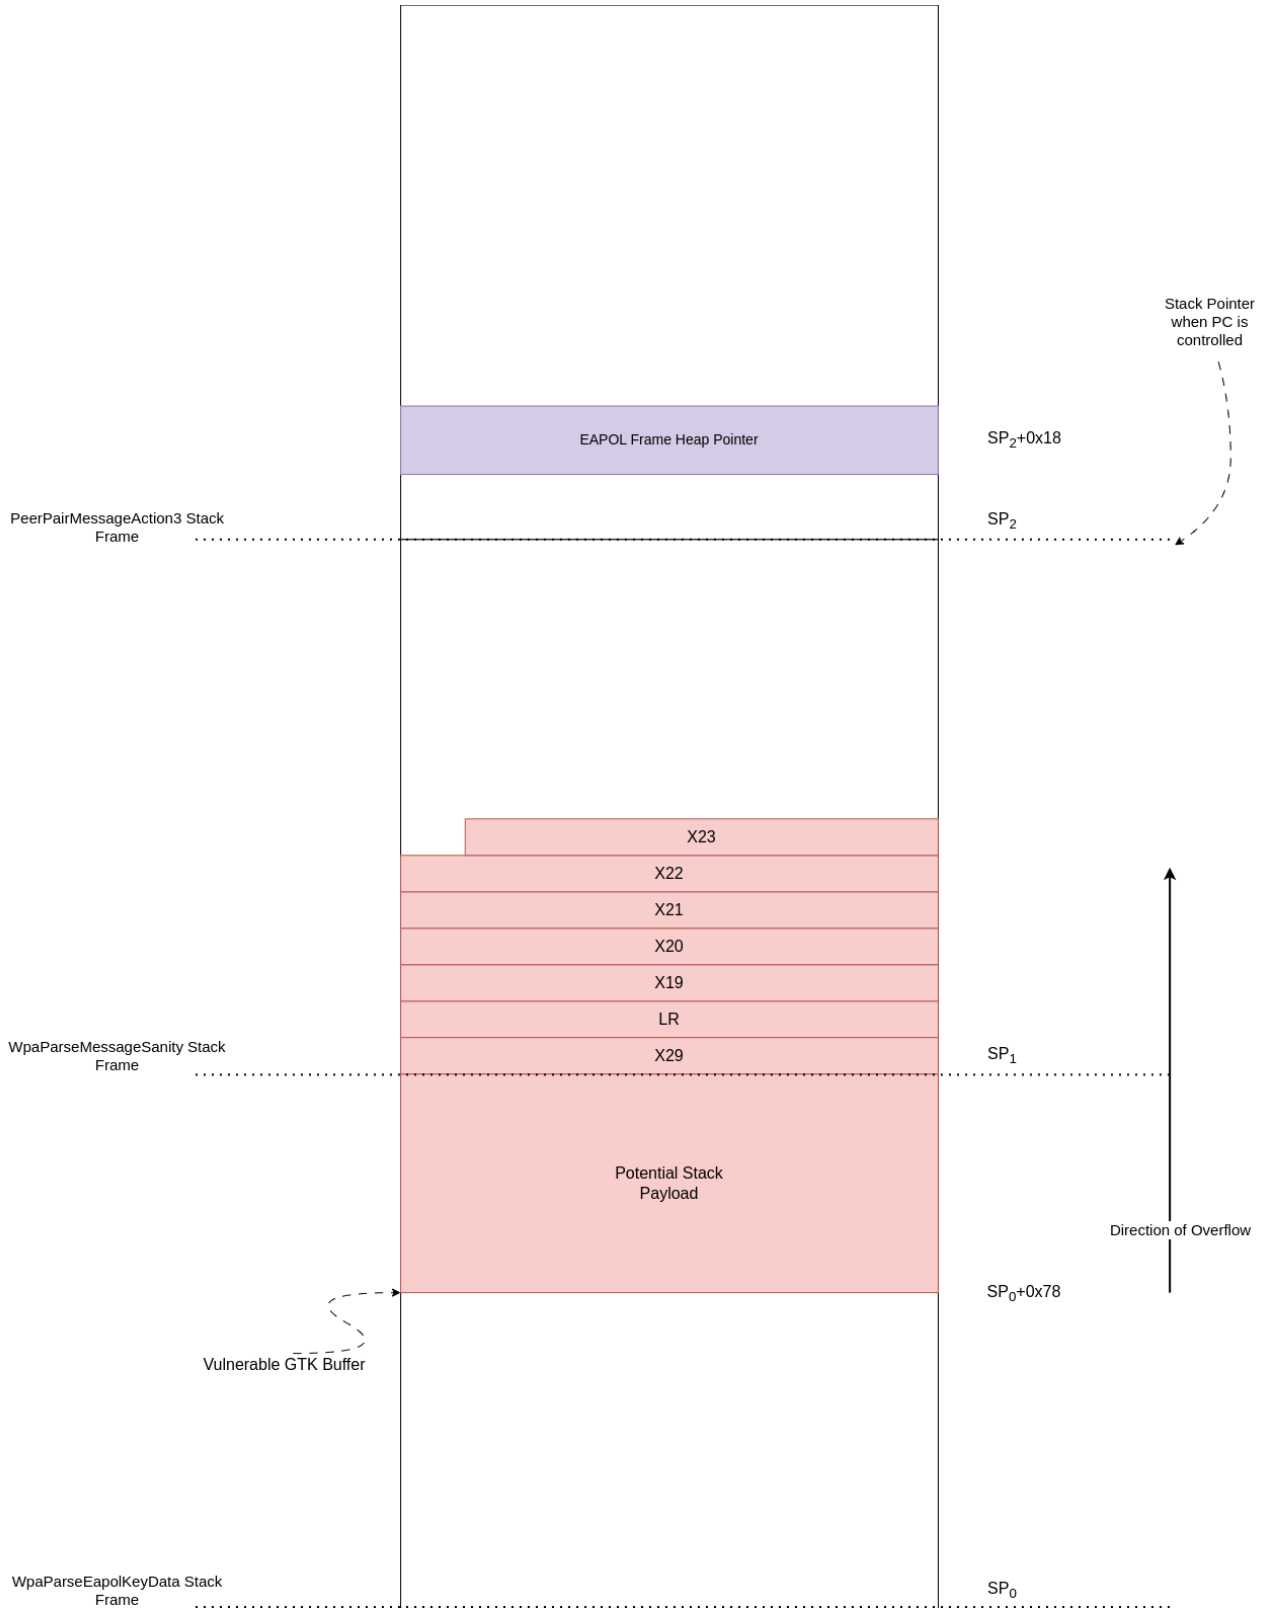 Stack Pointer
when PC is
controlled
EAPOL Frame Heap Pointer
SP2+0x18
PeerPairMessageAction3 Stack
Frame
SP2
X23
X22
X21
X20
X19
LR
WpaParseMessageSanity Stack
Frame
X29
SP1
Potential Stack
Payload
Direction of Overflow
SP0+0x78
Vulnerable GTK Buffer
WpaParseEapolKeyData Stack
Frame
SP0